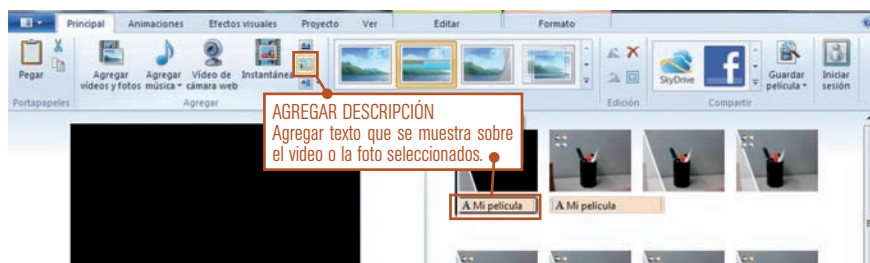 Principal Animaciones Efectos visuales Proyecto Ver Editar Formato
Pegar
Agregar vídeos y fotos
Agregar música
Vídeo de cámara web
Instantánea
SkyDrive
Guardar película
Iniciar sesión
Portapapeles Agregar Edición Compartir
AGREGAR DESCRIPCIÓN
Agregar texto que se muestra sobre
el video o la foto seleccionados.
A Mi película A Mi película